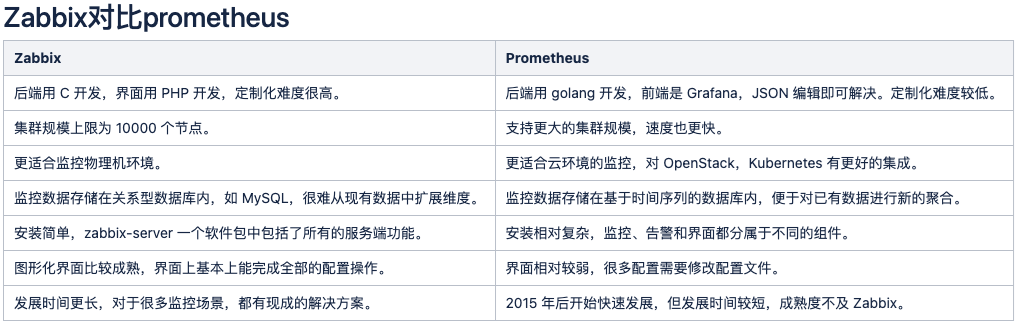 Zabbix对比prometheus
Zabbix
Prometheus
后端用 C 开发，界面用 PHP 开发，定制化难度很高。
后端用 golang 开发，前端是 Grafana，JSON 编辑即可解决。定制化难度较低。
集群规模上限为 10000 个节点。
支持更大的集群规模，速度也更快。
更适合监控物理机环境。
更适合云环境的监控，对 OpenStack，Kubernetes 有更好的集成。
监控数据存储在关系型数据库内，如 MySQL，很难从现有数据中扩展维度。
监控数据存储在基于时间序列的数据库内，便于对已有数据进行新的聚合。
安装简单，zabbix-server 一个软件包中包括了所有的服务端功能。
安装相对复杂，监控、告警和界面都分属于不同的组件。
图形化界面比较成熟，界面上基本上能完成全部的配置操作。
界面相对较弱，很多配置需要修改配置文件。
发展时间更长，对于很多监控场景，都有现成的解决方案。
2015 年后开始快速发展，但发展时间较短，成熟度不及 Zabbix。